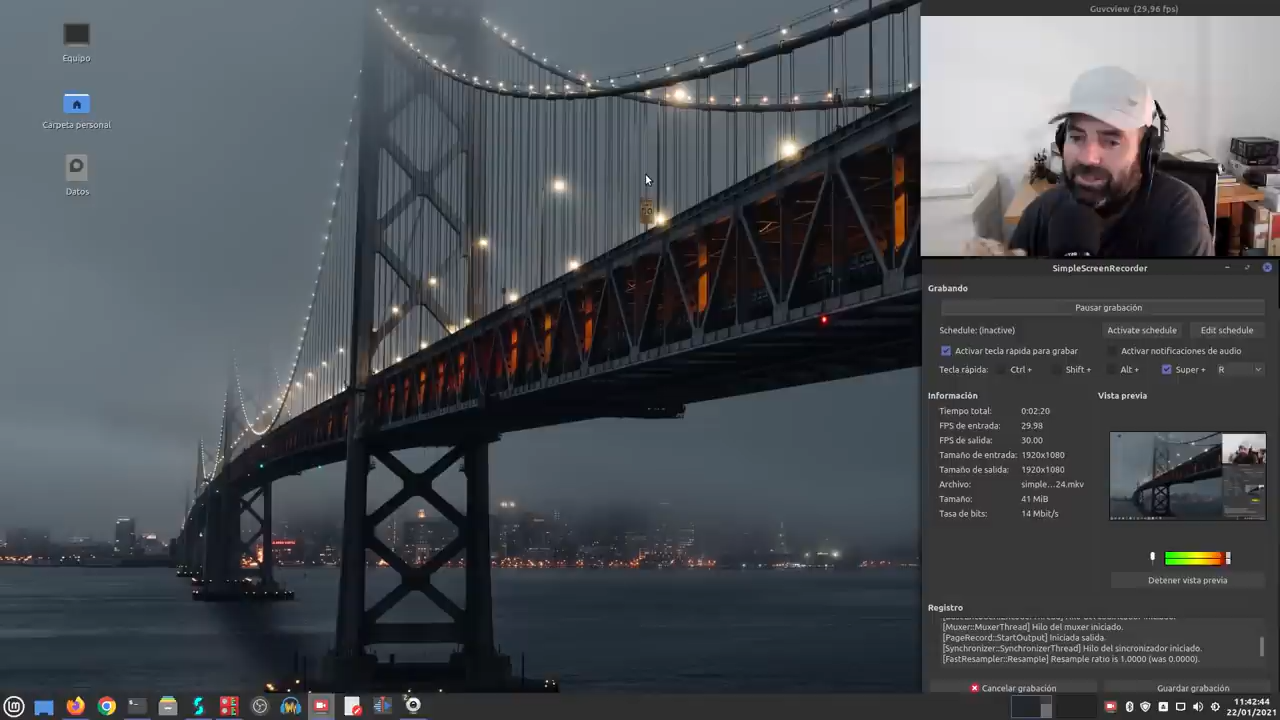 Guvcview (29,96 fps)
Equipo
Carpeta personal
Datos
SimpleScreenRecorder
Grabando
Pausar grabación
Schedule: (inactive)
Activate schedule
Edit schedule
Activar tecla rápida para grabar
Activar notificaciones de audio
Tecla rápida:
Ctrl +
Shift +
Alt +
Super +
R
Información
Tiempo total: 0:02:20
FPS de entrada: 29.98
FPS de salida: 30.00
Tamaño de entrada: 1920x1080
Tamaño de salida: 1920x1080
Archivo: simple...24.mkv
Tamaño: 41 MiB
Tasa de bits: 14 Mbit/s
Vista previa
Detener vista previa
Registro
[Muxer::MuxerThread] Hilo del muxer iniciado.
[PageRecord::StartOutput] Iniciada salida.
[Synchronizer::SynchronizerThread] Hilo del sincronizador iniciado.
[FastResampler::Resample] Resample ratio is 1.0000 (was 0.0000).
Cancelar grabación
Guardar grabación
11:42:44
22/01/2021